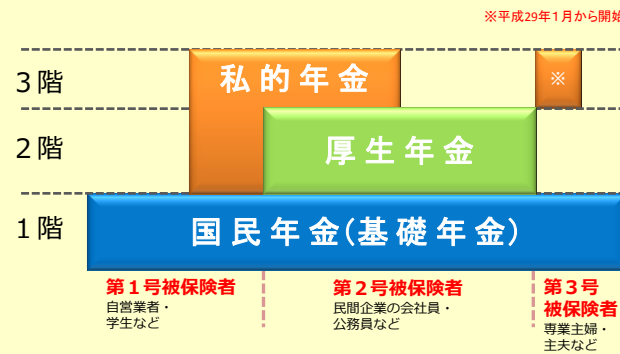 ※平成29年1月から開始
3階
私的年金
※
2階
厚生年金
1階
国民年金(基礎年金)
第1号被保険者
自営業者・
学生など
第2号被保険者
民間企業の会社員・
公務員など
第3号
被保険者
専業主婦・
主夫など